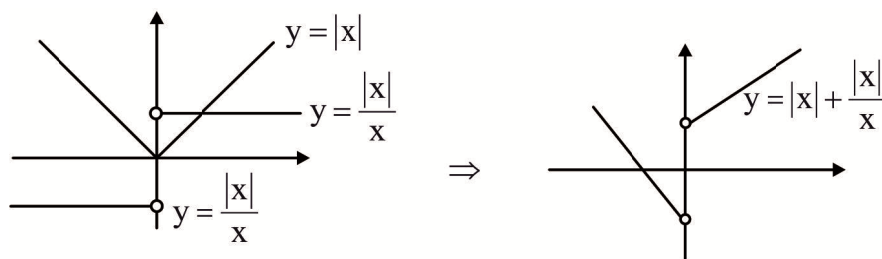 y = |x|
y = |x|/x
y = |x|/x
⇒
y = |x| + |x|/x